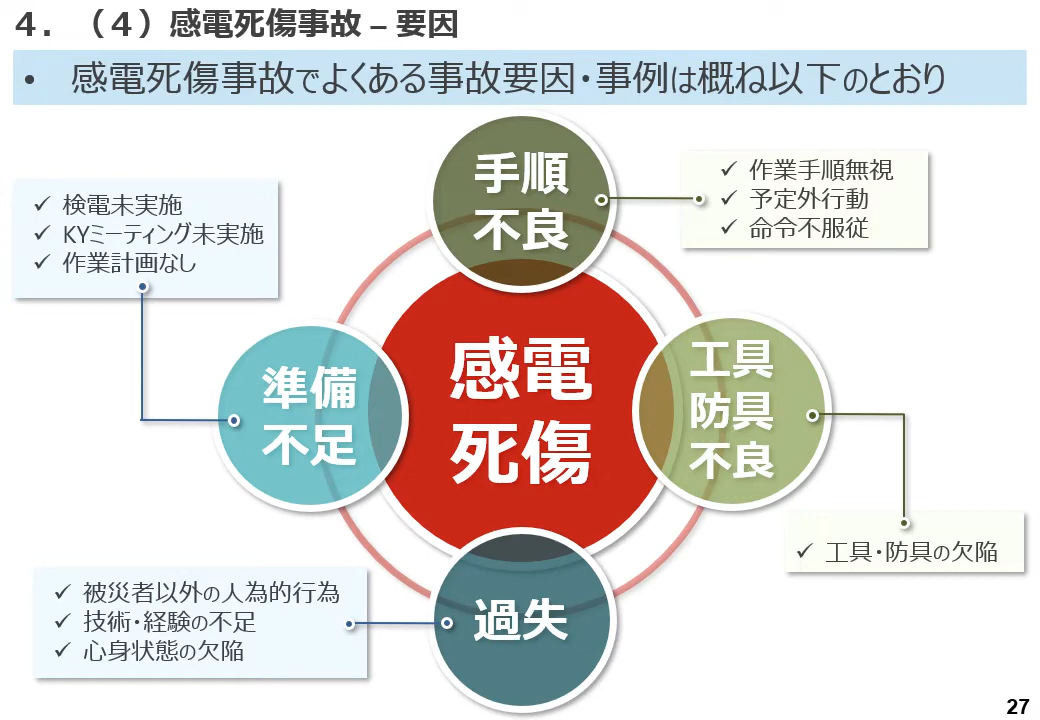 ４．（４）感電死傷事故 – 要因
• 感電死傷事故でよくある事故要因・事例は概ね以下のとおり
手順
不良
✓ 作業手順無視
✓ 予定外行動
✓ 命令不服従
✓ 検電未実施
✓ KYミーティング未実施
✓ 作業計画なし
準備
不足
感電
死傷
工具
防具
不良
✓ 工具・防具の欠陥
✓ 被災者以外の人為的行為
✓ 技術・経験の不足
✓ 心身状態の欠陥
過失
27